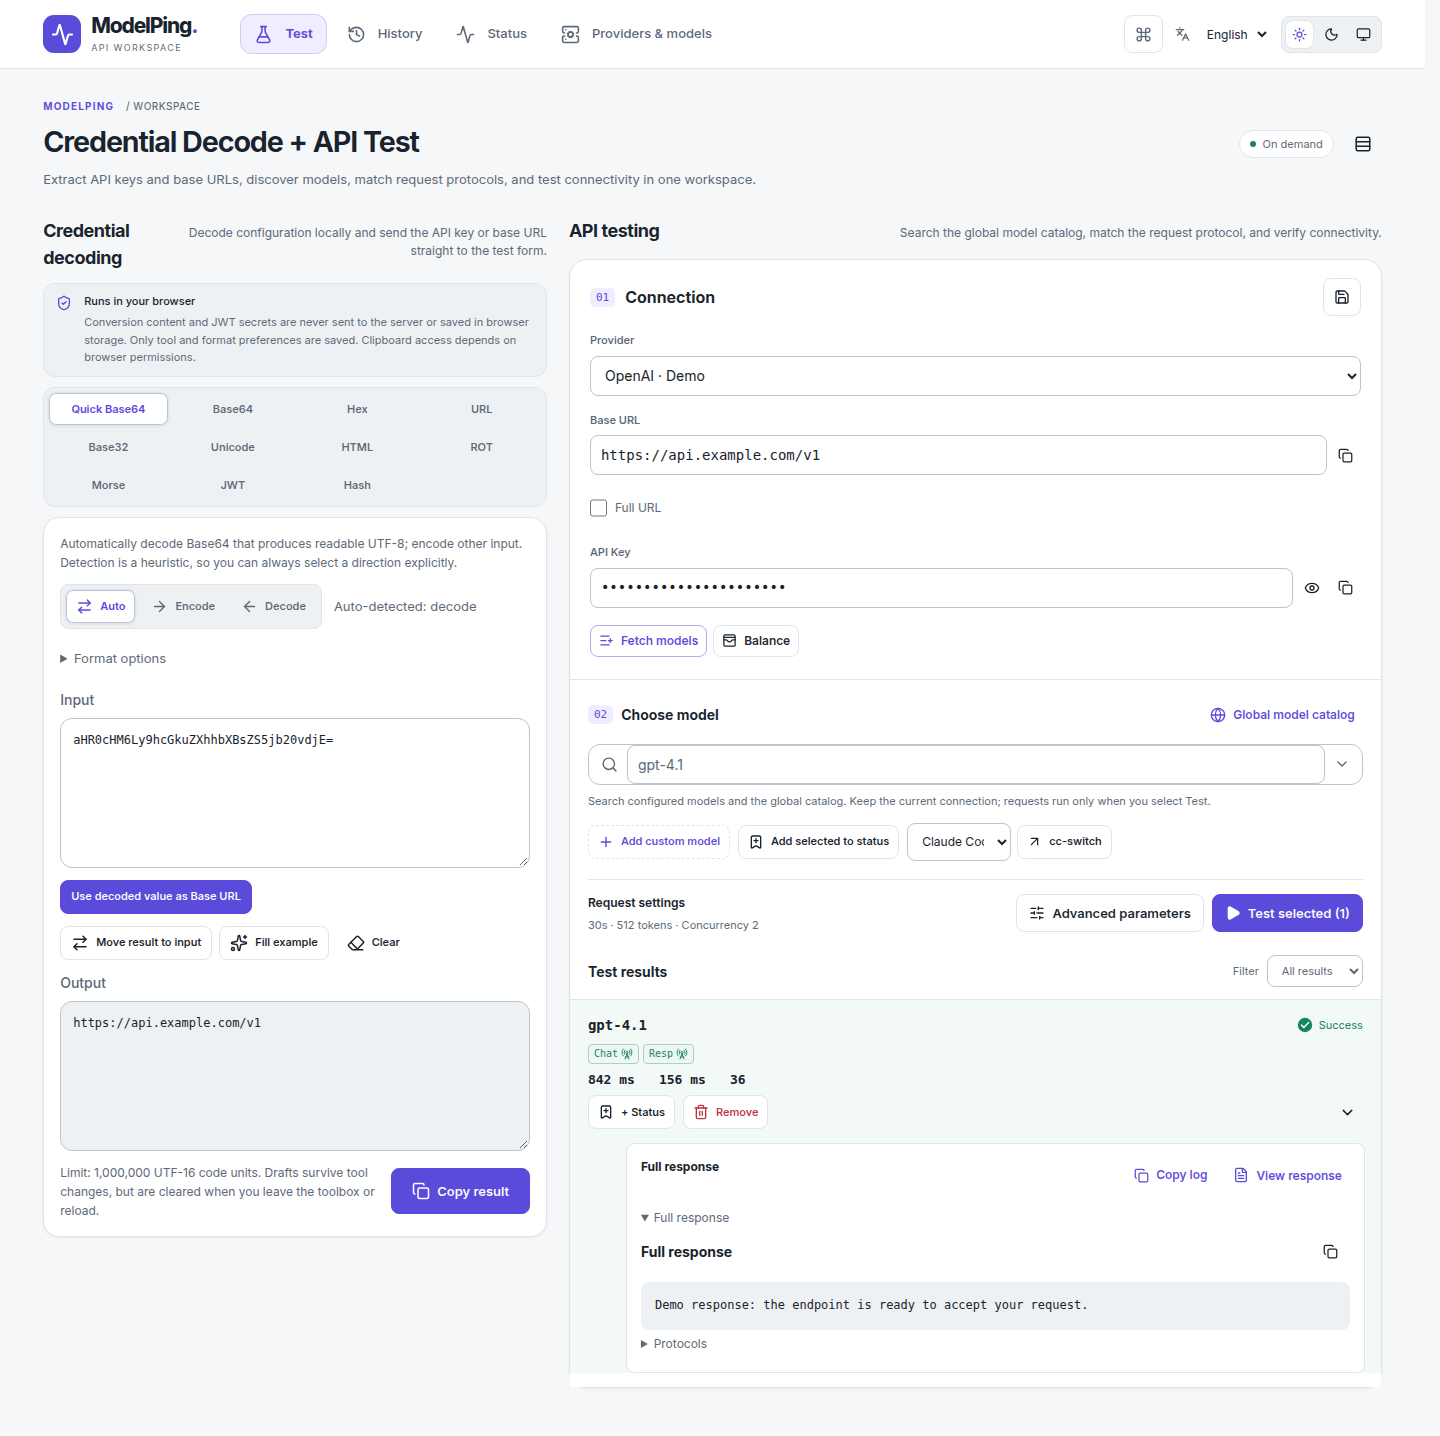 ModelPing.
API WORKSPACE
Test
History
Status
Providers & models
English
MODELPING / WORKSPACE
Credential Decode + API Test
On demand
Extract API keys and base URLs, discover models, match request protocols, and test connectivity in one workspace.
Credential
decoding
Decode configuration locally and send the API key or base URL
straight to the test form.
Runs in your browser
Conversion content and JWT secrets are never sent to the server or saved in browser
storage. Only tool and format preferences are saved. Clipboard access depends on
browser permissions.
Quick Base64
Base64
Hex
URL
Base32
Unicode
HTML
ROT
Morse
JWT
Hash
Automatically decode Base64 that produces readable UTF-8; encode other input.
Detection is a heuristic, so you can always select a direction explicitly.
Auto
Encode
Decode
Auto-detected: decode
Format options
Input
aHR0cHM6Ly9hcGkuZXhhbXBsZS5jb20vdjE=
Use decoded value as Base URL
Move result to input
Fill example
Clear
Output
https://api.example.com/v1
Limit: 1,000,000 UTF-16 code units. Drafts survive tool
changes, but are cleared when you leave the toolbox or
reload.
Copy result
API testing
Search the global model catalog, match the request protocol, and verify connectivity.
01 Connection
Provider
OpenAI · Demo
Base URL
https://api.example.com/v1
Full URL
API Key
••••••••••••••••••••••
Fetch models
Balance
02 Choose model
Global model catalog
gpt-4.1
Search configured models and the global catalog. Keep the current connection; requests run only when you select Test.
Add custom model
Add selected to status
Claude Coc
cc-switch
Request settings
30s · 512 tokens · Concurrency 2
Advanced parameters
Test selected (1)
Test results
Filter
All results
gpt-4.1
Success
Chat
Resp
842 ms 156 ms 36
+ Status
Remove
Full response
Copy log
View response
Full response
Full response
Demo response: the endpoint is ready to accept your request.
Protocols